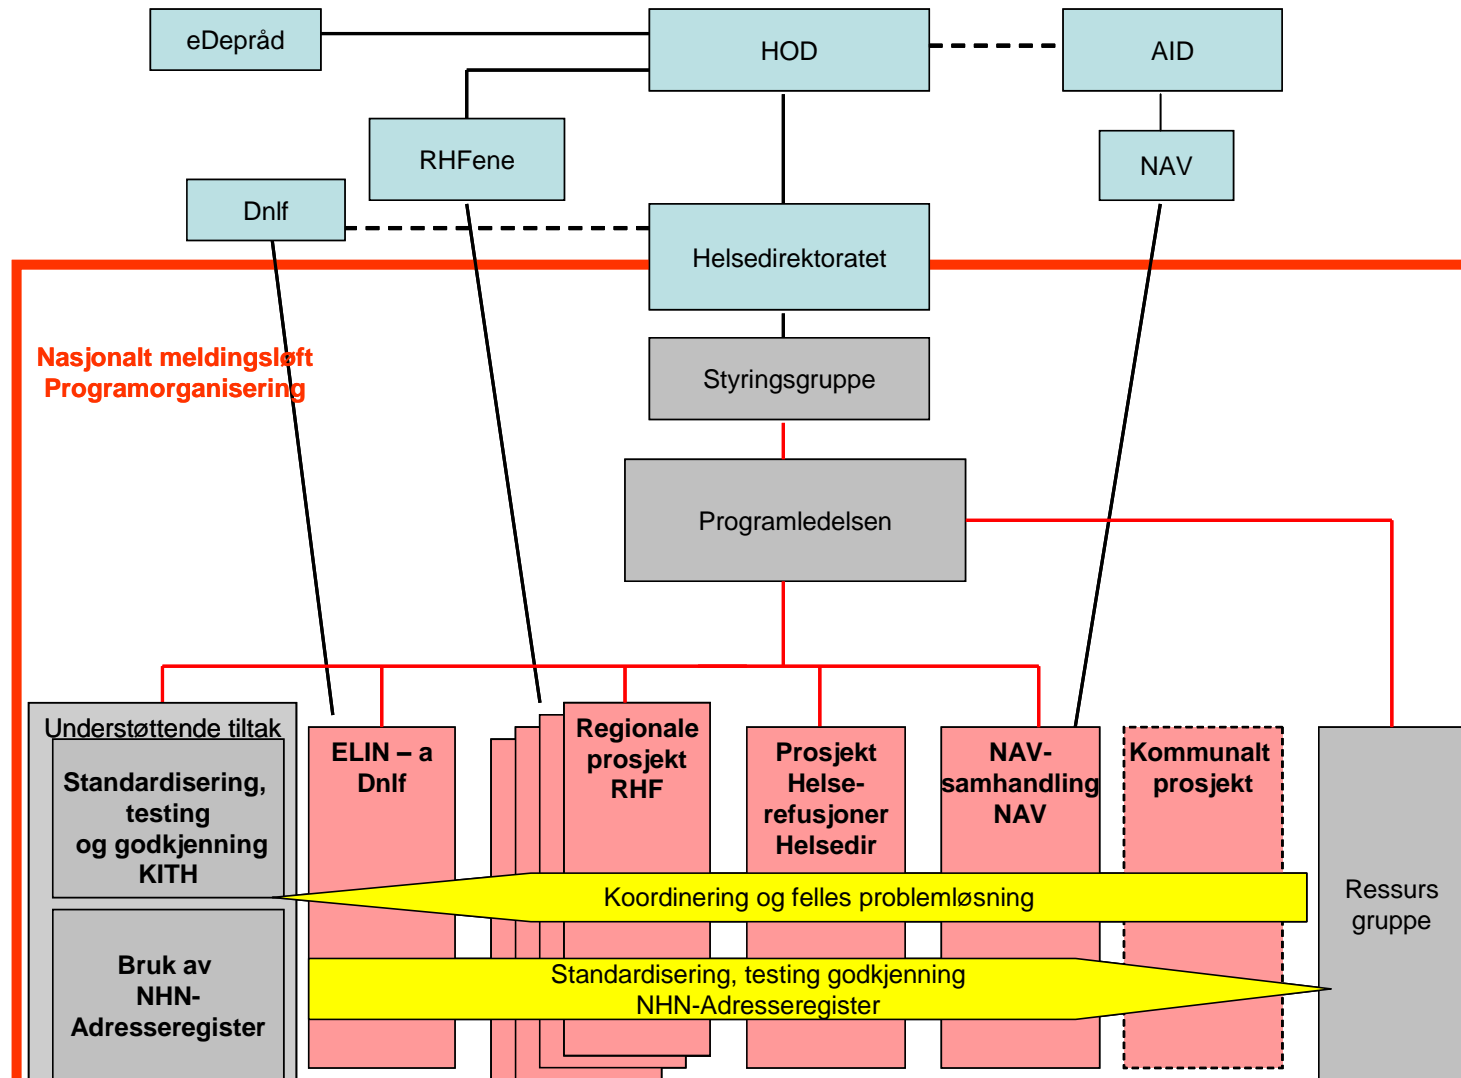 eDepråd
HOD
AID
RHFene
NAV
Dnlf
Helsedirektoratet
Nasjonalt meldingsløft
Programorganisering
Styringsgruppe
Programledelsen
Understøttende tiltak
Standardisering,
testing
og godkjenning
KITH
Bruk av
NHN-
Adresseregister
ELIN – a
Dnlf
Regionale
prosjekt
RHF
Prosjekt
Helse-
refusjoner
Helsedir
NAV-
samhandling
NAV
Kommunalt
prosjekt
Ressurs
gruppe
Koordinering og felles problemløsning
Standardisering, testing godkjenning
NHN-Adresseregister